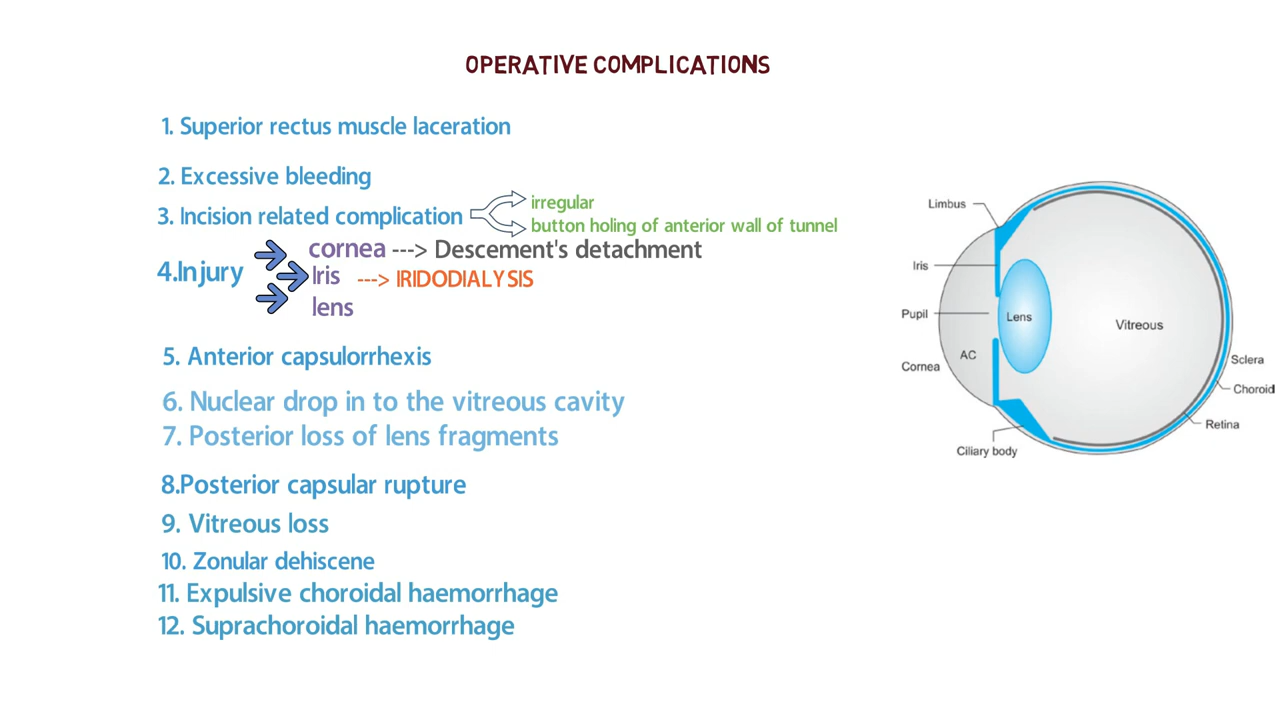 OPERATIVE COMPLICATIONS
1. Superior rectus muscle laceration
2. Excessive bleeding
3. Incision related complication
irregular
button holing of anterior wall of tunnel
4.Injury
cornea ---> Descement's detachment
Iris ---> IRIDODIALYSIS
lens
5. Anterior capsulorrhexis
6. Nuclear drop in to the vitreous cavity
7. Posterior loss of lens fragments
8.Posterior capsular rupture
9. Vitreous loss
10. Zonular dehiscene
11. Expulsive choroidal haemorrhage
12. Suprachoroidal haemorrhage
Limbus
Iris
Pupil
Lens
Vitreous
AC
Cornea
Sclera
Choroid
Retina
Ciliary body